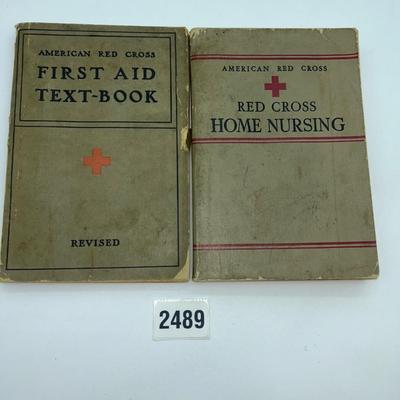 AMERICAN RED CROSS
FIRST AID
TEXT-BOOK
REVISED
AMERICAN RED CROSS
RED CROSS
HOME NURSING
2489